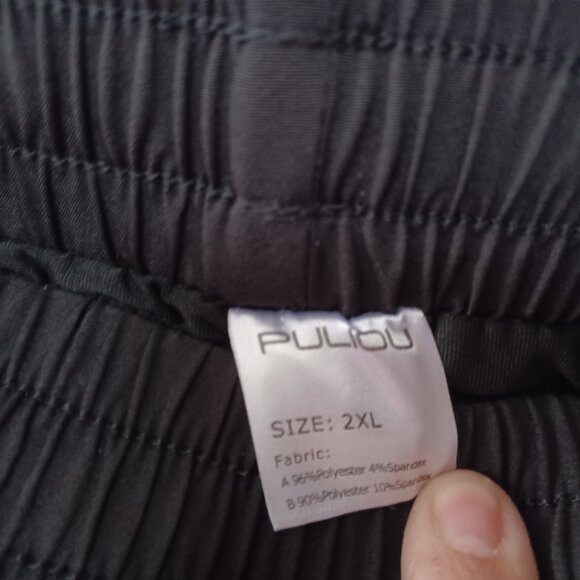 PULIOU
SIZE: 2XL
Fabric:
A 96%Polyester 4%Spandex
B 90%Polyester 10%Spandex